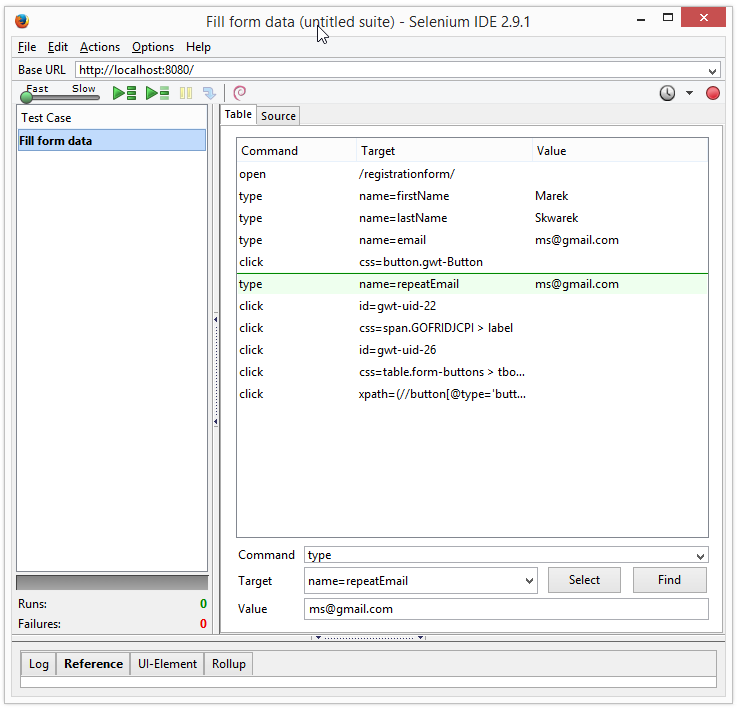 Fill form data (untitled suite) - Selenium IDE 2.9.1
File Edit Actions Options Help
Base URL http://localhost:8080/
Fast Slow
Test Case
Fill form data
Table Source
Command Target Value
open /registrationform/
type name=firstName Marek
type name=lastName Skwarek
type name=email ms@gmail.com
click css=button.gwt-Button
type name=repeatEmail ms@gmail.com
click id=gwt-uid-22
click css=span.GOFRIDJCPI > label
click id=gwt-uid-26
click css=table.form-buttons > tbo...
click xpath=(//button[@type='butt...
Command type
Target name=repeatEmail Select Find
Value ms@gmail.com
Runs: 0
Failures: 0
Log Reference UI-Element Rollup